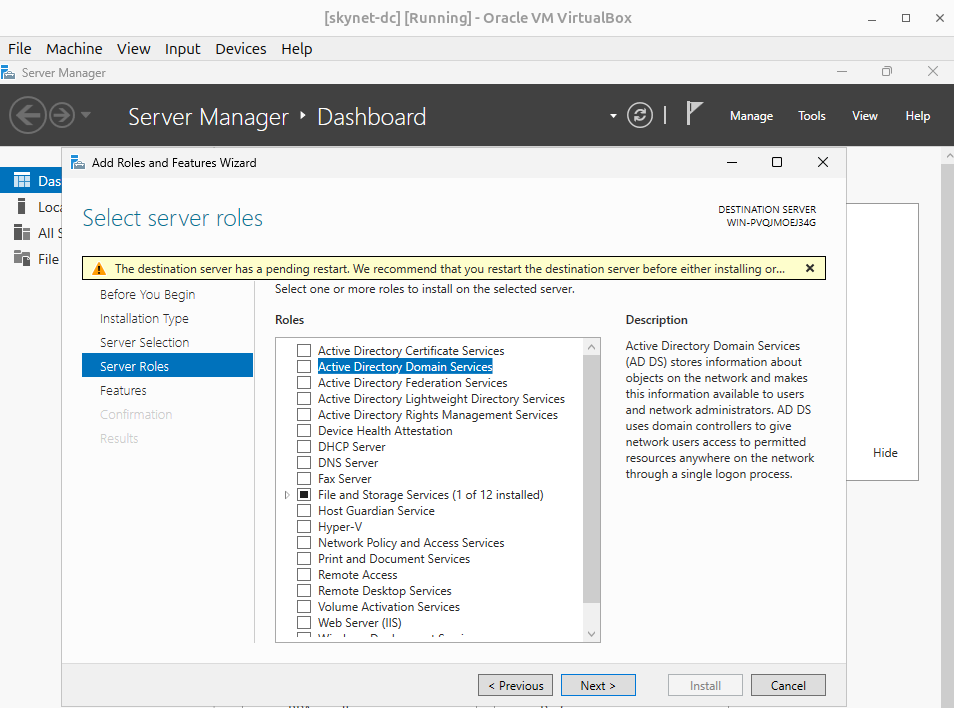 [skynet-dc] [Running] - Oracle VM VirtualBox
File Machine View Input Devices Help
Server Manager
Server Manager Dashboard
Manage Tools View Help
Add Roles and Features Wizard
Das
Loca
All S
File
Select server roles
DESTINATION SERVER
WIN-PVQJMOEJ34G
The destination server has a pending restart. We recommend that you restart the destination server before either installing or...
Before You Begin
Installation Type
Server Selection
Server Roles
Features
Confirmation
Results
Select one or more roles to install on the selected server.
Roles
Active Directory Certificate Services
Active Directory Domain Services
Active Directory Federation Services
Active Directory Lightweight Directory Services
Active Directory Rights Management Services
Device Health Attestation
DHCP Server
DNS Server
Fax Server
File and Storage Services (1 of 12 installed)
Host Guardian Service
Hyper-V
Network Policy and Access Services
Print and Document Services
Remote Access
Remote Desktop Services
Volume Activation Services
Web Server (IIS)
Description
Active Directory Domain Services
(AD DS) stores information about
objects on the network and makes
this information available to users
and network administrators. AD DS
uses domain controllers to give
network users access to permitted
resources anywhere on the network
through a single logon process.
Hide
< Previous
Next >
Install
Cancel